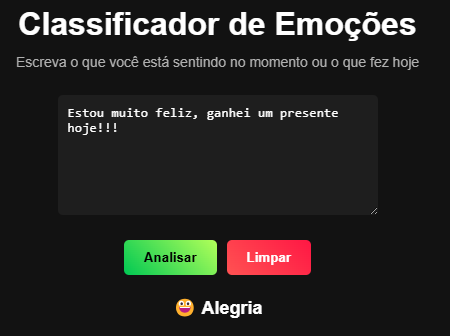 Classificador de Emoções
Escreva o que você está sentindo no momento ou o que fez hoje
Estou muito feliz, ganhei um presente
hoje!!!
Analisar Limpar
😀 Alegria